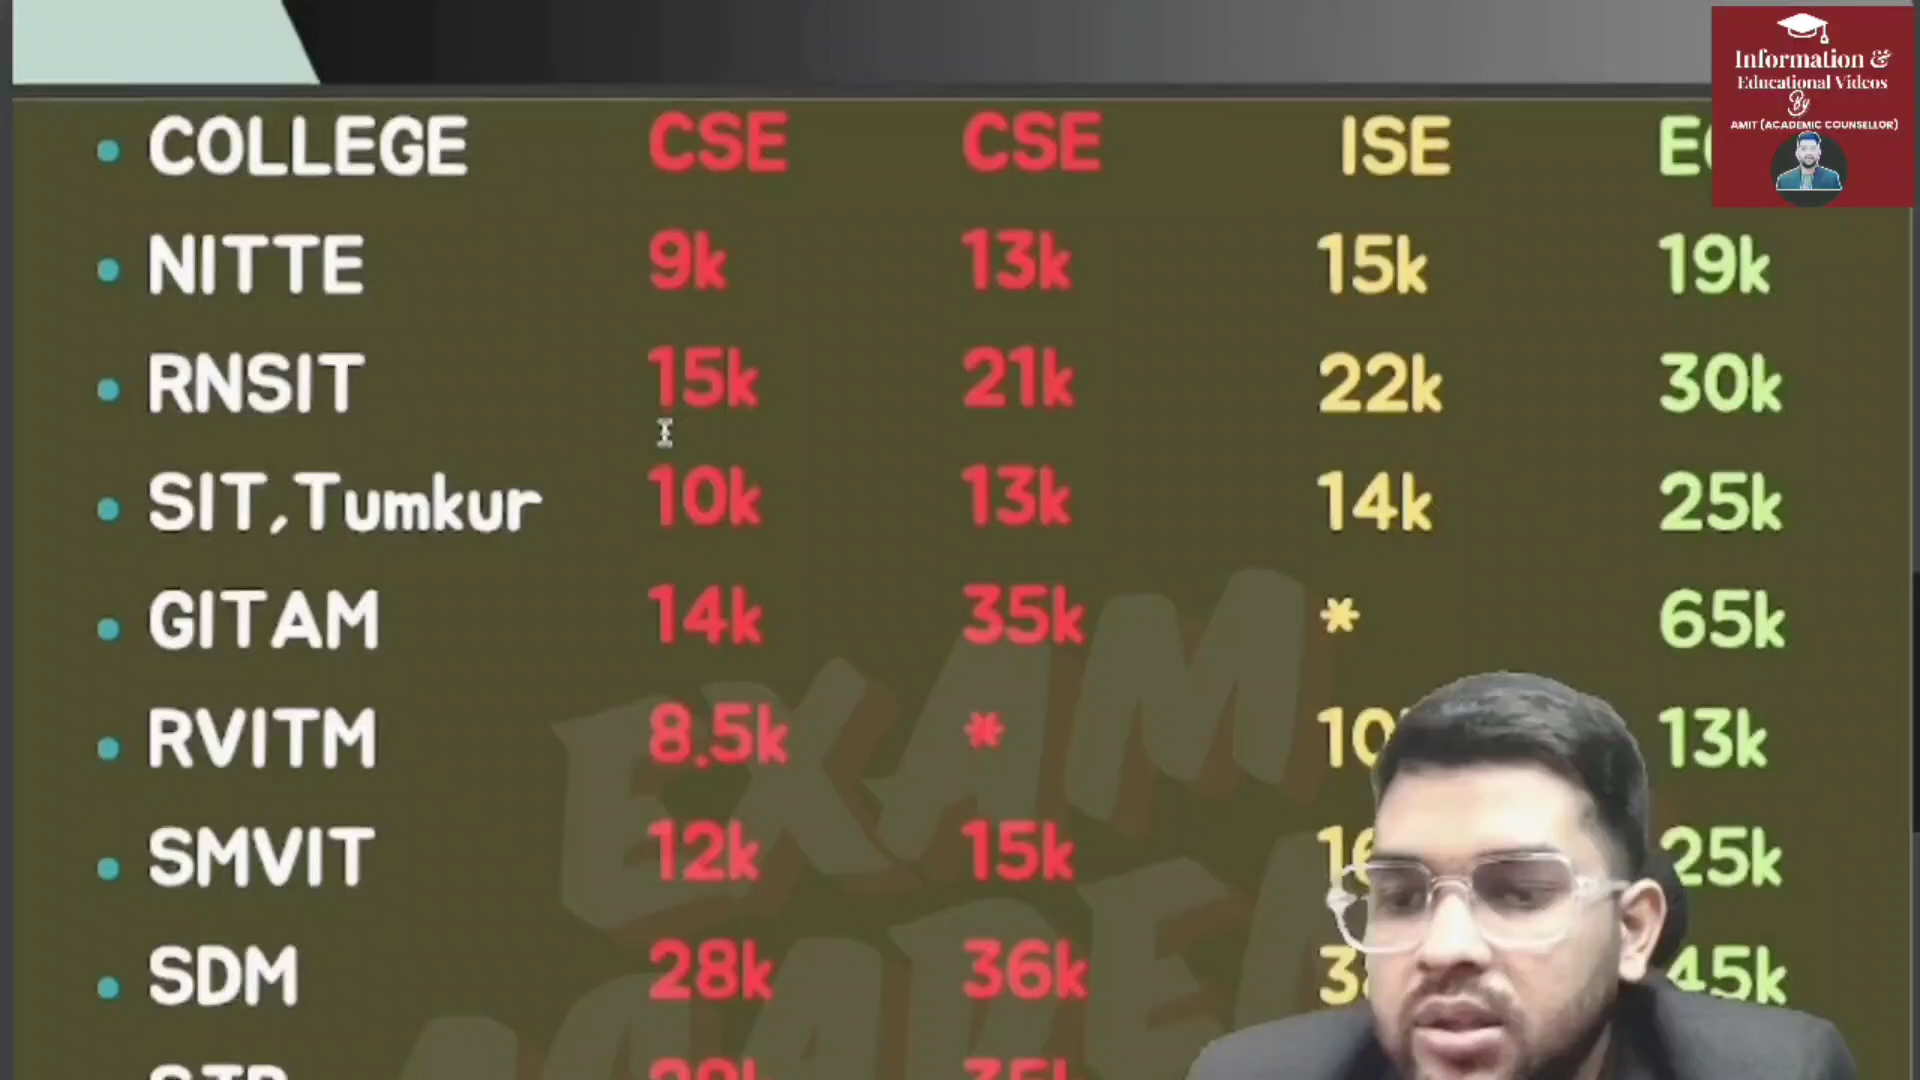 Information &
Educational Videos
By
AMIT (ACADEMIC COUNSELLOR)
COLLEGE CSE CSE ISE
NITTE 9k 13k 15k 19k
RNSIT 15k 21k 22k 30k
SIT,Tumkur 10k 13k 14k 25k
GITAM 14k 35k * 65k
RVITM 8.5k * 13k
SMVIT 12k 15k 25k
SDM 28k 36k 45k
EXAM